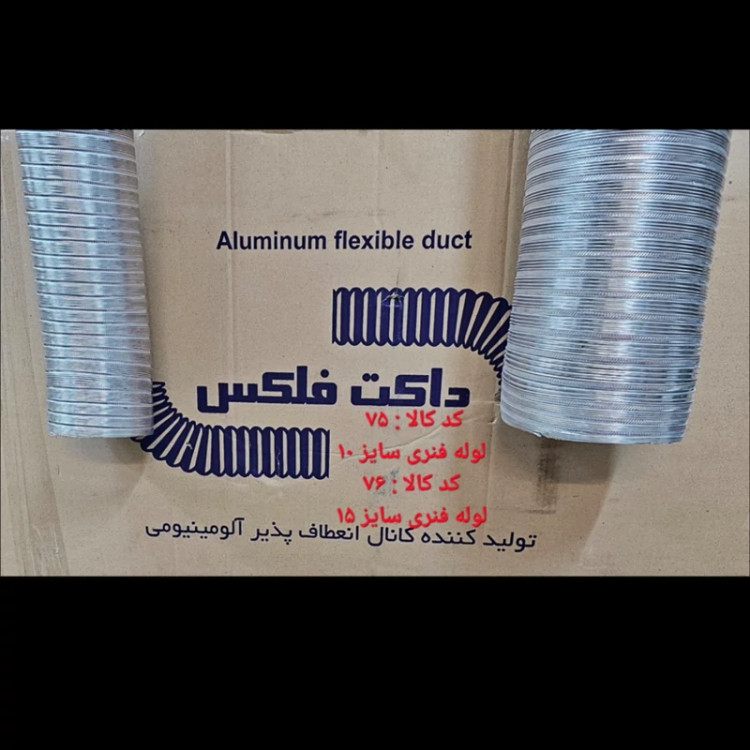 Aluminum flexible duct
داکت فلکس
کد کالا : ۷۵
لوله فنری سایز ۱۰
کد کالا : ۷۶
لوله فنری سایز ۱۵
تولید کننده کانال انعطاف پذیر آلومینیومی